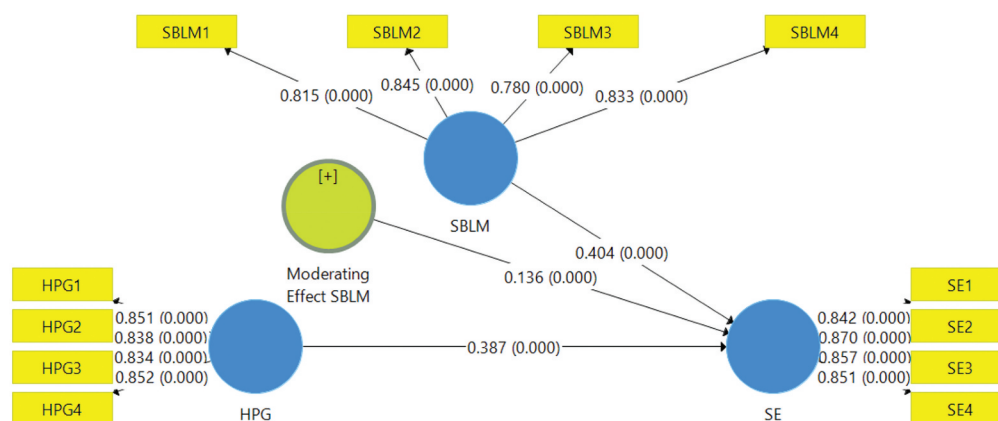 SBLM1
SBLM2
SBLM3
SBLM4
0.815 (0.000)
0.845 (0.000)
0.780 (0.000)
0.833 (0.000)
[+]
SBLM
Moderating
Effect SBLM
0.404 (0.000)
0.136 (0.000)
HPG1
HPG2
HPG3
HPG4
0.851 (0.000)
0.838 (0.000)
0.834 (0.000)
0.852 (0.000)
HPG
0.387 (0.000)
SE
0.842 (0.000)
0.870 (0.000)
0.857 (0.000)
0.851 (0.000)
SE1
SE2
SE3
SE4